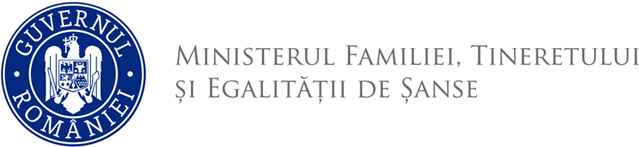 GUVERNUL
ROMÂNIEI
MINISTERUL FAMILIEI, TINERETULUI
ȘI EGALITĂȚII DE ȘANSE